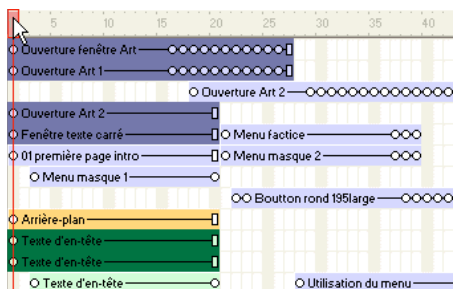 5 10 15 20 25 30 35 40
Ouverture fenêtre Art
Ouverture Art 1
Ouverture Art 2
Ouverture Art 2
Fenêtre texte carré Menu factice
01 première page intro Menu masque 2
Menu masque 1
Boutton rond 195large
Arrière-plan
Texte d'en-tête
Texte d'en-tête
Texte d'en-tête Utilisation du menu